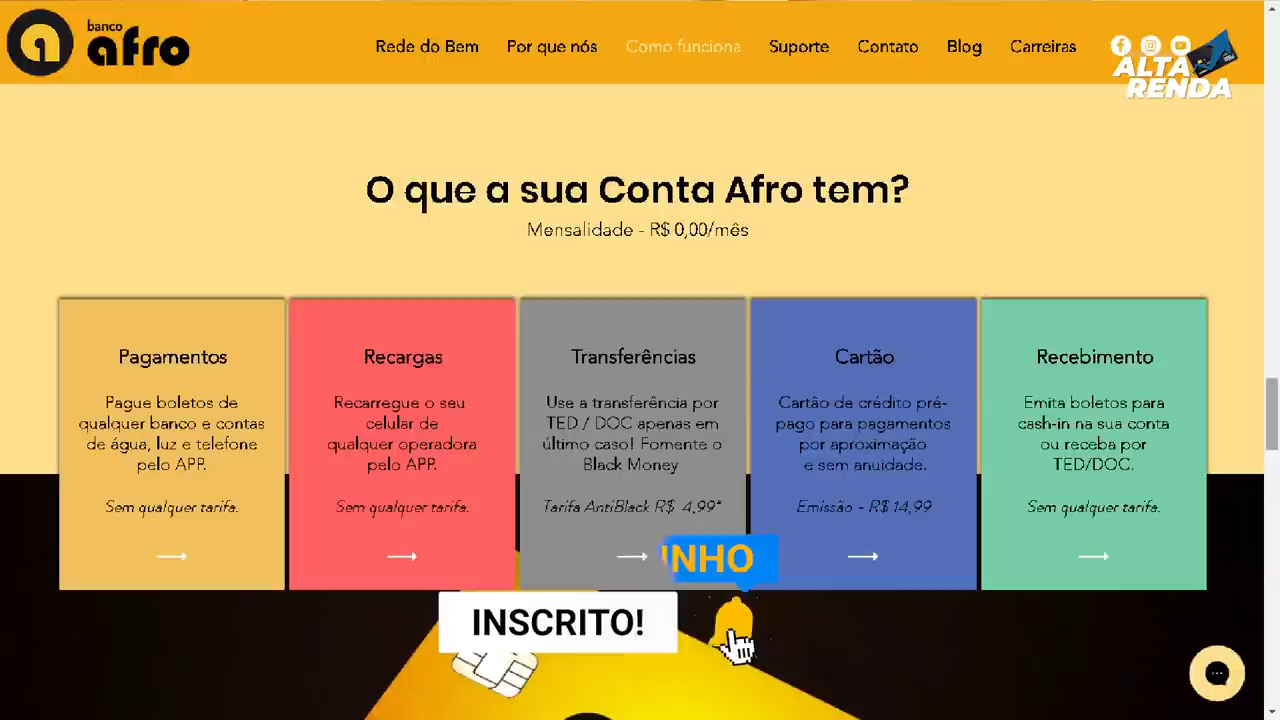 banco
afro
Rede do Bem
Por que nós
Como funciona
Suporte
Contato
Blog
Carreiras
ALTA
RENDA
O que a sua Conta Afro tem?
Mensalidade - R$ 0,00/mês
Pagamentos
Pague boletos de
qualquer banco e contas
de água, luz e telefone
pelo APP.
Sem qualquer tarifa.
Recargas
Recarregue o seu
celular de
qualquer operadora
pelo APP.
Sem qualquer tarifa.
Transferências
Use a transferência por
TED / DOC apenas em
último caso! Fomente o
Black Money
Tarifa AntiBlack R$ 4,99*
Cartão
Cartão de crédito pré-
pago para pagamentos
por aproximação
e sem anuidade.
Emissão - R$ 14,99
Recebimento
Emita boletos para
cash-in na sua conta
ou receba por
TED/DOC.
Sem qualquer tarifa.
INHO
INSCRITO!